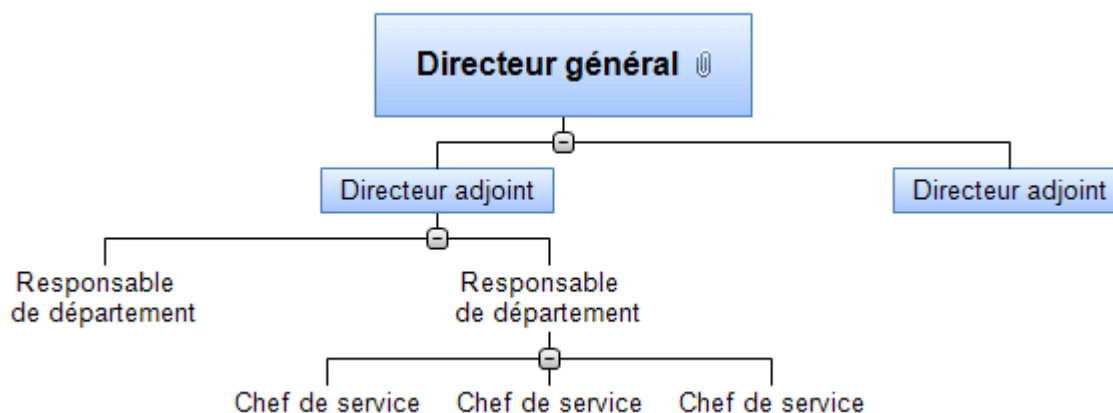 Directeur général
Directeur adjoint
Directeur adjoint
Responsable
de département
Responsable
de département
Chef de service
Chef de service
Chef de service